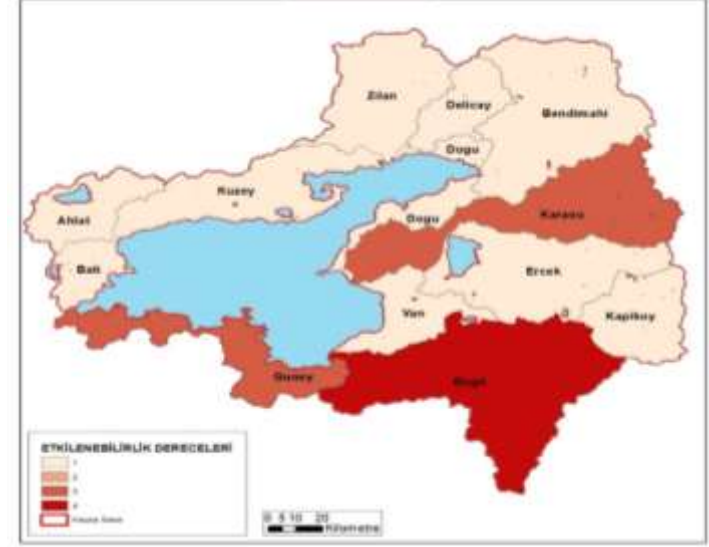 Zilan
Delicay
Bendimahi
Dogu
Kuzey
Ahlat
Dogu
Karasu
Bati
Ercek
Van
Kapikoy
Guney
ETKİLENEBİLİRLİK DERECELERİ
1
2
3
4
0 5 10 20
Kilometre